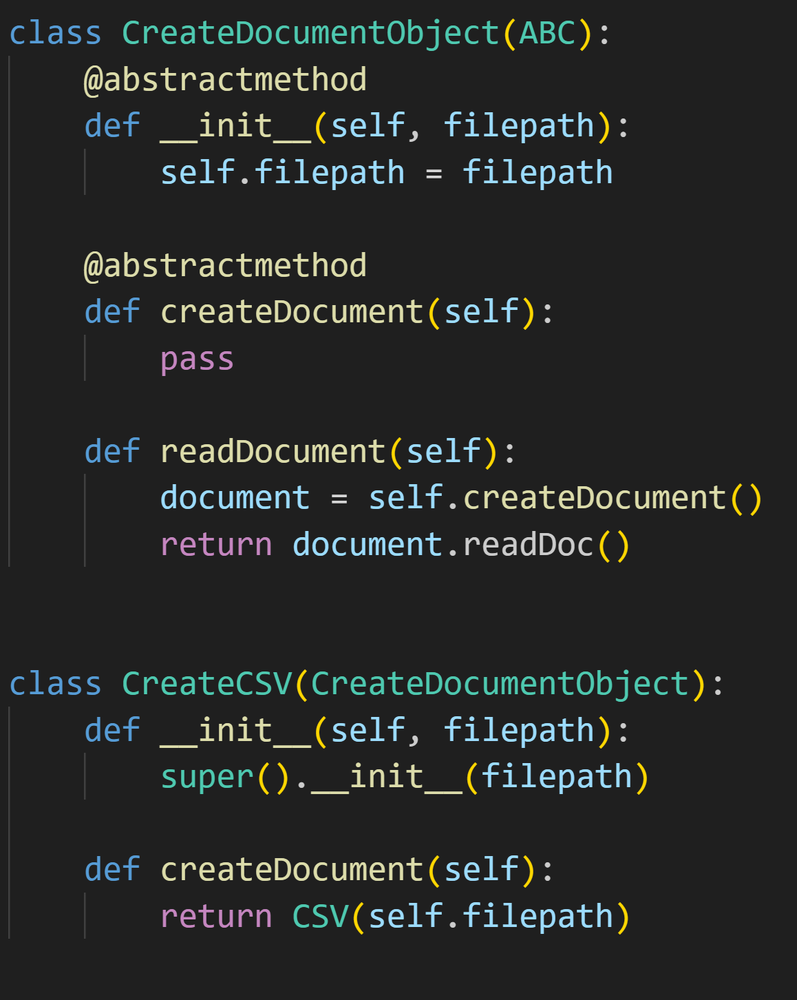 class CreateDocumentObject(ABC):
    @abstractmethod
    def __init__(self, filepath):
        self.filepath = filepath

    @abstractmethod
    def createDocument(self):
        pass

    def readDocument(self):
        document = self.createDocument()
        return document.readDoc()


class CreateCSV(CreateDocumentObject):
    def __init__(self, filepath):
        super().__init__(filepath)

    def createDocument(self):
        return CSV(self.filepath)